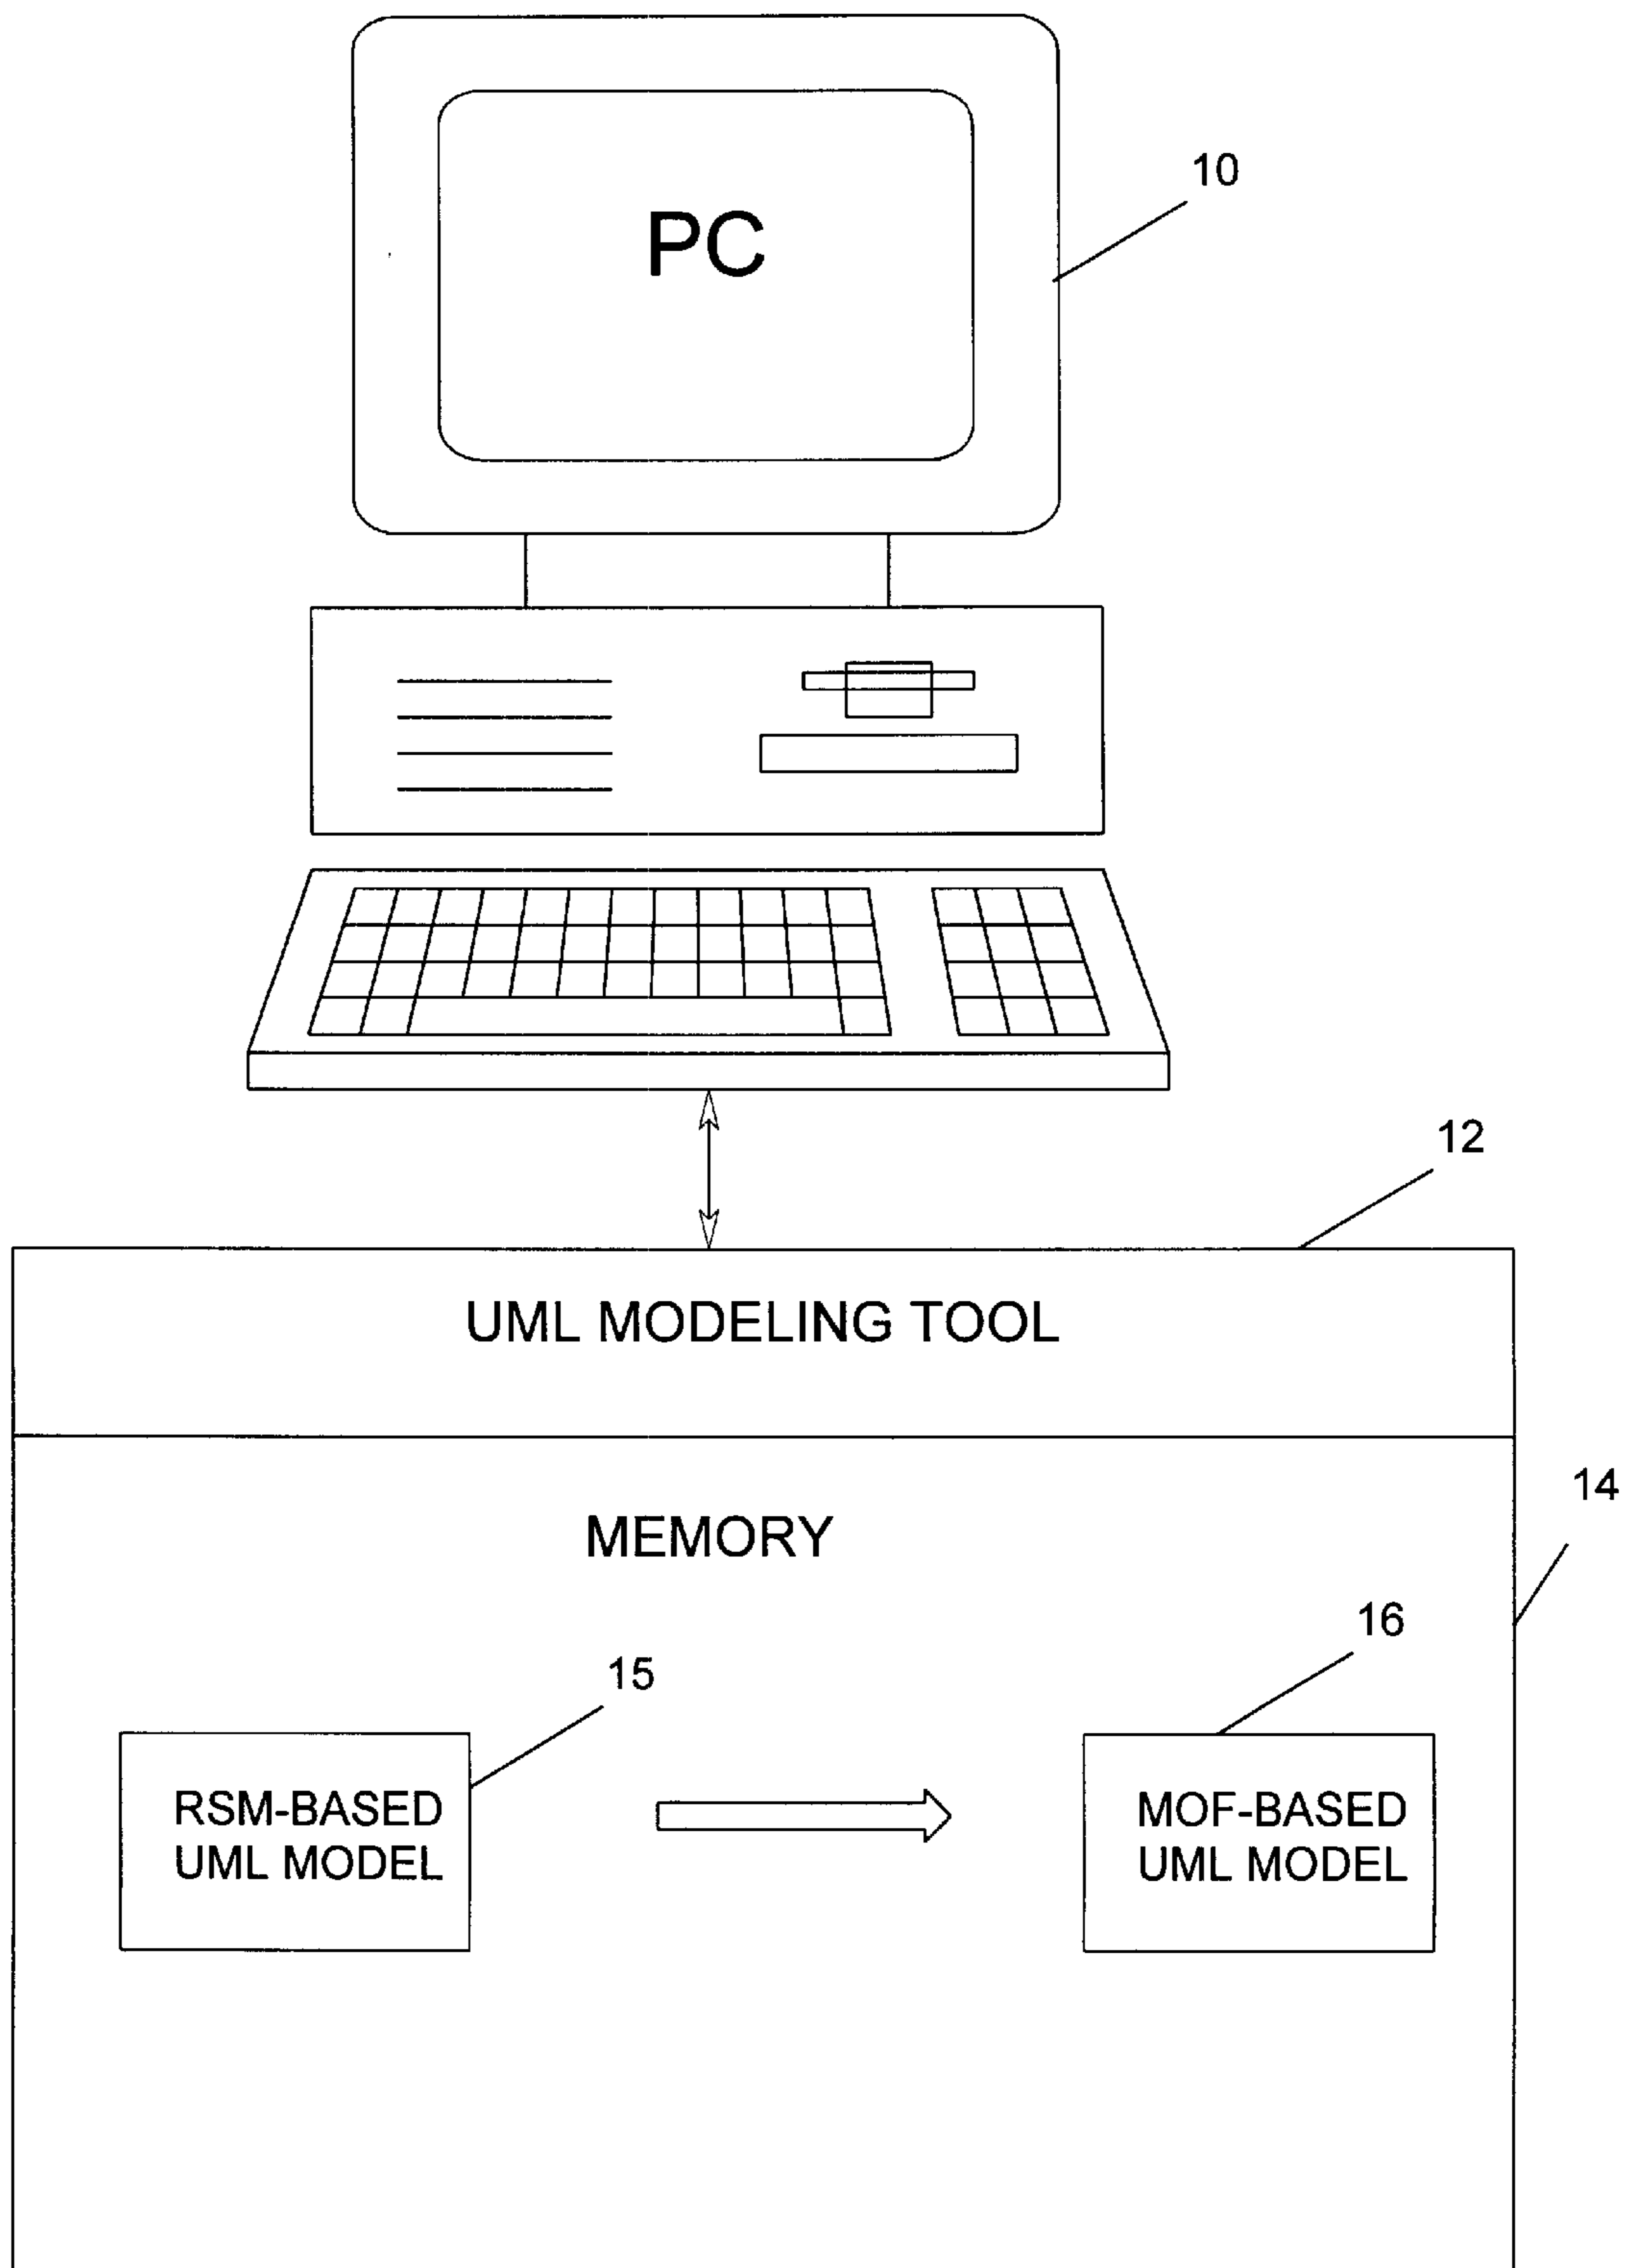 10
PC
12
UML MODELING TOOL
14
MEMORY
16
15
RSM-BASED
UML MODEL
MOF-BASED
UML MODEL